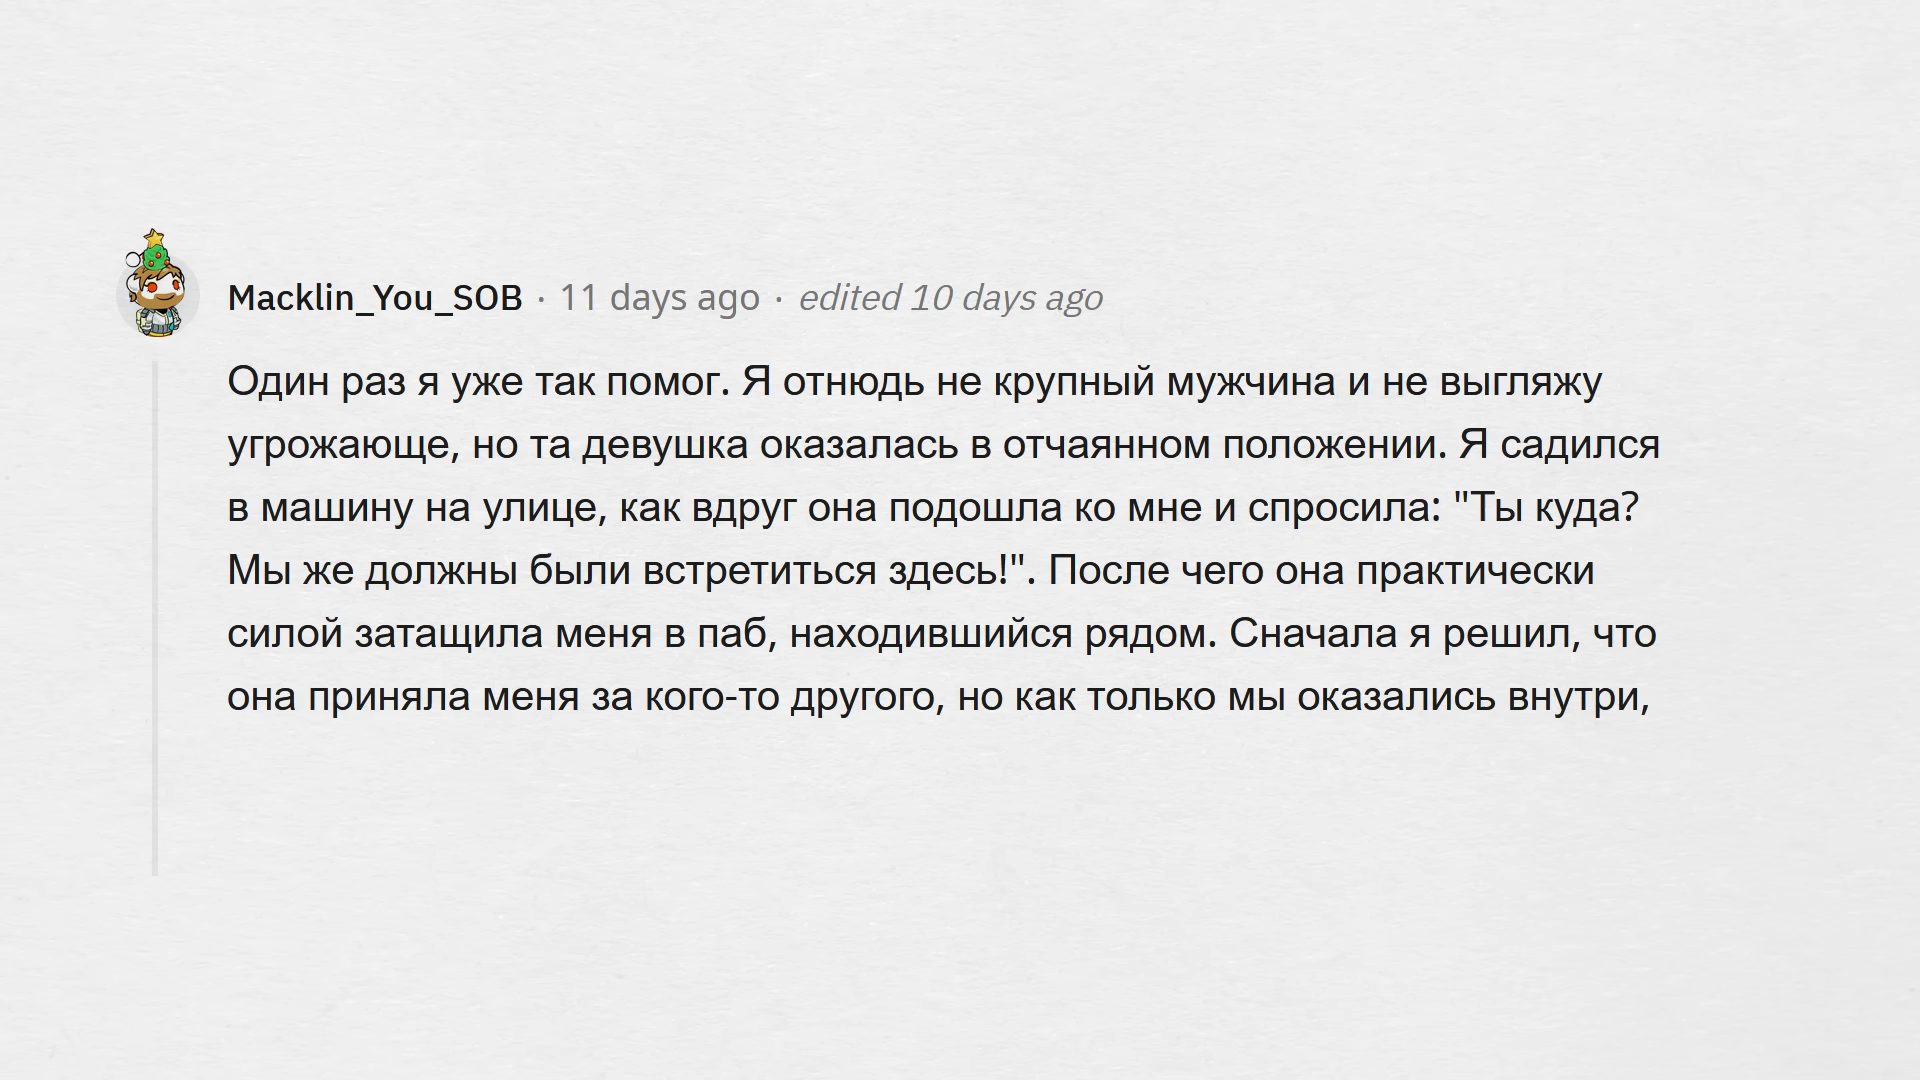 Macklin_You_SOB · 11 days ago · edited 10 days ago
Один раз я уже так помог. Я отнюдь не крупный мужчина и не выгляжу
угрожающе, но та девушка оказалась в отчаянном положении. Я садился
в машину на улице, как вдруг она подошла ко мне и спросила: "Ты куда?
Мы же должны были встретиться здесь!". После чего она практически
силой затащила меня в паб, находившийся рядом. Сначала я решил, что
она приняла меня за кого-то другого, но как только мы оказались внутри,